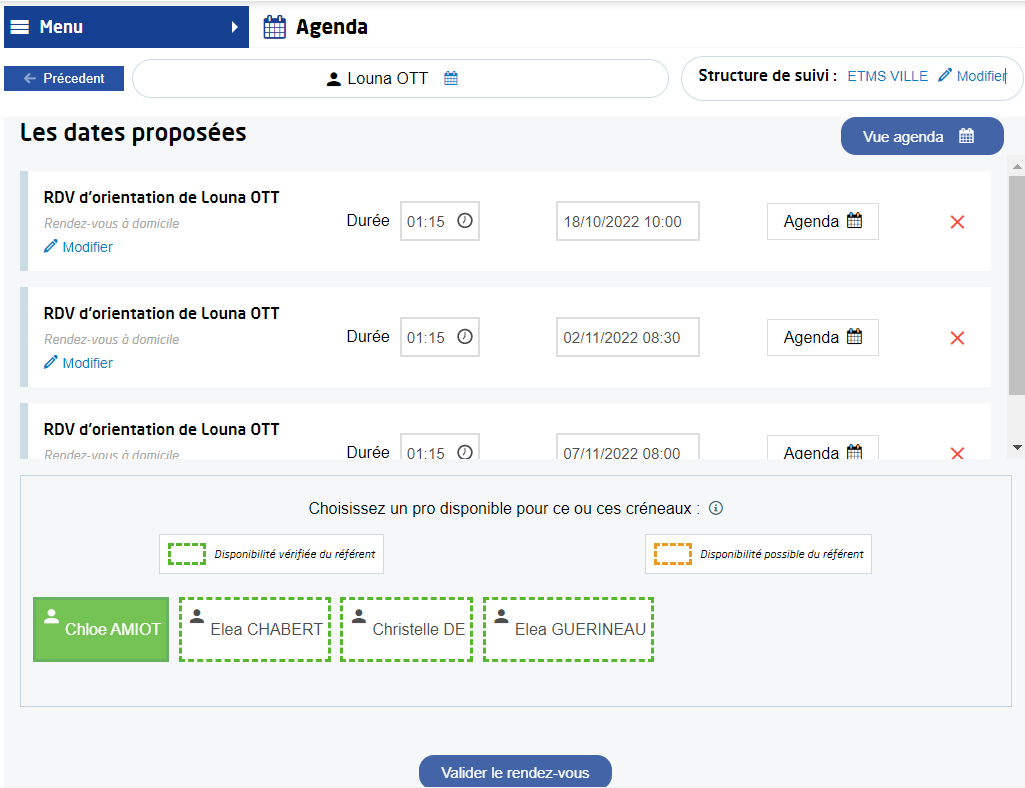 Menu
Agenda
Précedent
Louna OTT
Structure de suivi : ETMS VILLE Modifier
Les dates proposées
Vue agenda
RDV d'orientation de Louna OTT
Rendez-vous à domicile
Modifier
Durée 01:15 18/10/2022 10:00 Agenda
RDV d'orientation de Louna OTT
Rendez-vous à domicile
Modifier
Durée 01:15 02/11/2022 08:30 Agenda
RDV d'orientation de Louna OTT
Rendez-vous à domicile
Durée 01:15 07/11/2022 08:00 Agenda
Choisissez un pro disponible pour ce ou ces créneaux :
Disponibilité vérifiée du référent
Disponibilité possible du référent
Chloe AMIOT
Elea CHABERT
Christelle DE
Elea GUERINEAU
Valider le rendez-vous